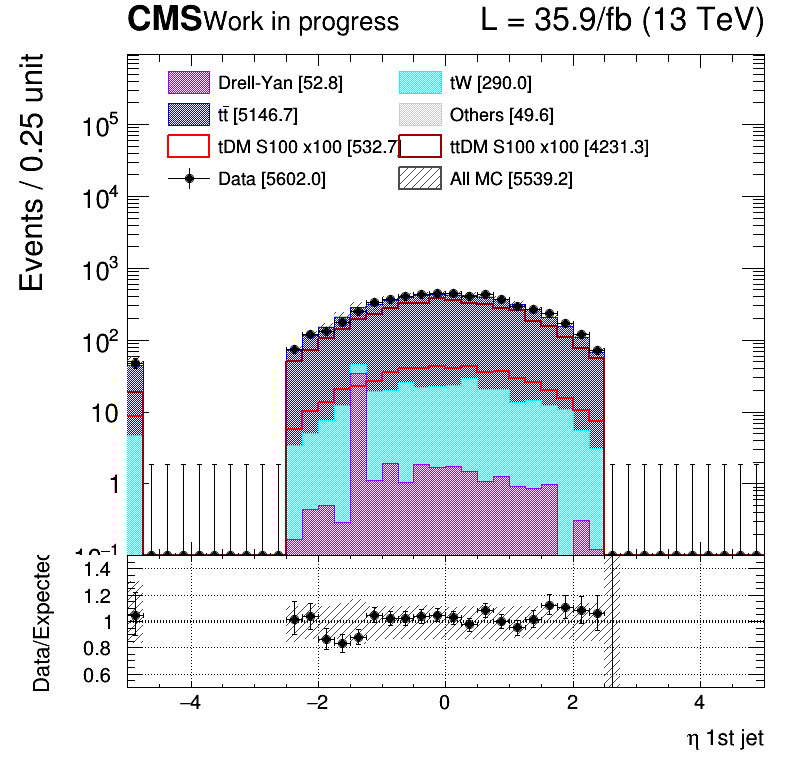 CMS Work in progress L = 35.9/fb (13 TeV)
Events / 0.25 unit
Drell-Yan [52.8] tW [290.0]
tt̄ [5146.7] Others [49.6]
tDM S100 x100 [532.7] ttDM S100 x100 [4231.3]
Data [5602.0] All MC [5539.2]
10⁵
10⁴
10³
10²
10
1
10⁻¹
Data/Expected
1.4
1.2
1
0.8
0.6
−4 −2 0 2 4
η 1st jet